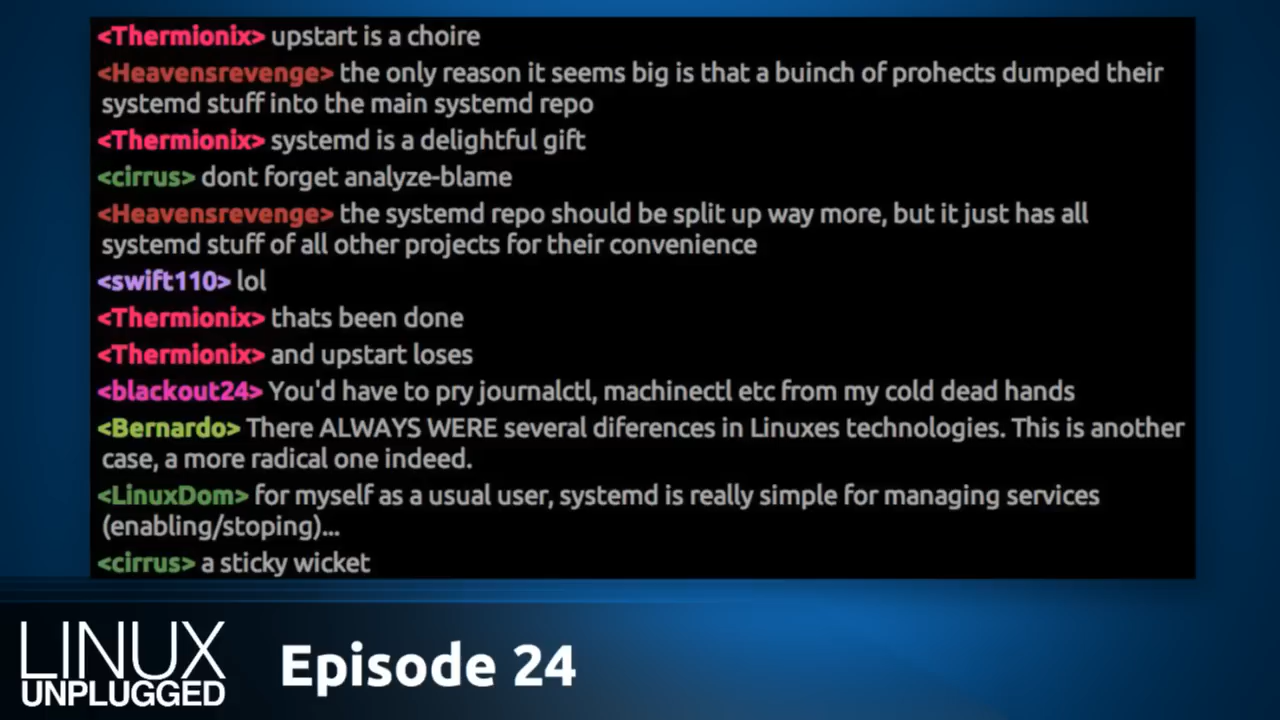 <Thermionix> upstart is a choire
<Heavensrevenge> the only reason it seems big is that a buinch of prohects dumped their
systemd stuff into the main systemd repo
<Thermionix> systemd is a delightful gift
<cirrus> dont forget analyze-blame
<Heavensrevenge> the systemd repo should be split up way more, but it just has all
systemd stuff of all other projects for their convenience
<swift110> lol
<Thermionix> thats been done
<Thermionix> and upstart loses
<blackout24> You'd have to pry journalctl, machinectl etc from my cold dead hands
<Bernardo> There ALWAYS WERE several diferences in Linuxes technologies. This is another
case, a more radical one indeed.
<LinuxDom> for myself as a usual user, systemd is really simple for managing services
(enabling/stoping)...
<cirrus> a sticky wicket
LINUX
UNPLUGGED
Episode 24